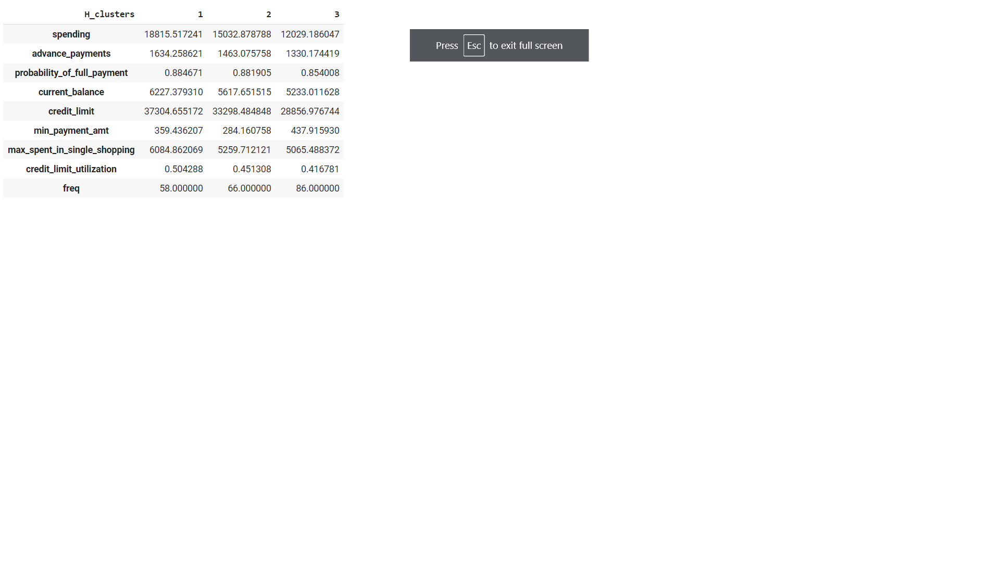 H_clusters 1 2 3
spending 18815.517241 15032.878788 12029.186047
advance_payments 1634.258621 1463.075758 1330.174419
probability_of_full_payment 0.884671 0.881905 0.854008
current_balance 6227.379310 5617.651515 5233.011628
credit_limit 37304.655172 33298.484848 28856.976744
min_payment_amt 359.436207 284.160758 437.915930
max_spent_in_single_shopping 6084.862069 5259.712121 5065.488372
credit_limit_utilization 0.504288 0.451308 0.416781
freq 58.000000 66.000000 86.000000
Press Esc to exit full screen